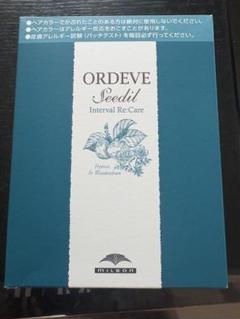 ●ヘアカラーでかぶれたことのある方は絶対に使用しないでください。
●ヘアカラーはアレルギー反応をおこすことがあります。
●皮膚アレルギー試験（パッチテスト）を毎回必ず行ってください。
ORDEVE
Seedil
Interval Re:Care
MILBON